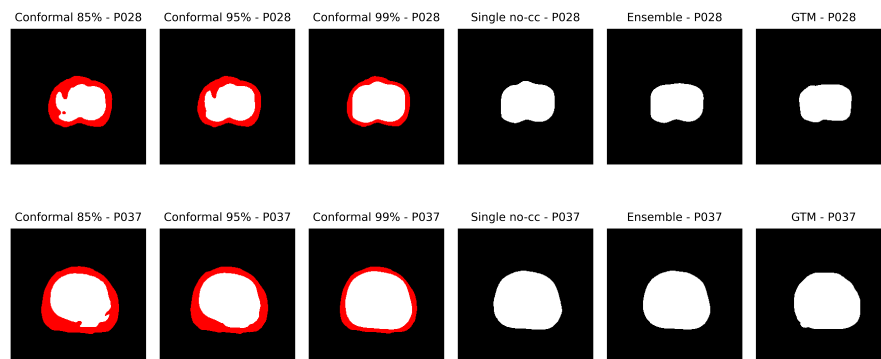 Conformal 85% - P028
Conformal 95% - P028
Conformal 99% - P028
Single no-cc - P028
Ensemble - P028
GTM - P028
Conformal 85% - P037
Conformal 95% - P037
Conformal 99% - P037
Single no-cc - P037
Ensemble - P037
GTM - P037